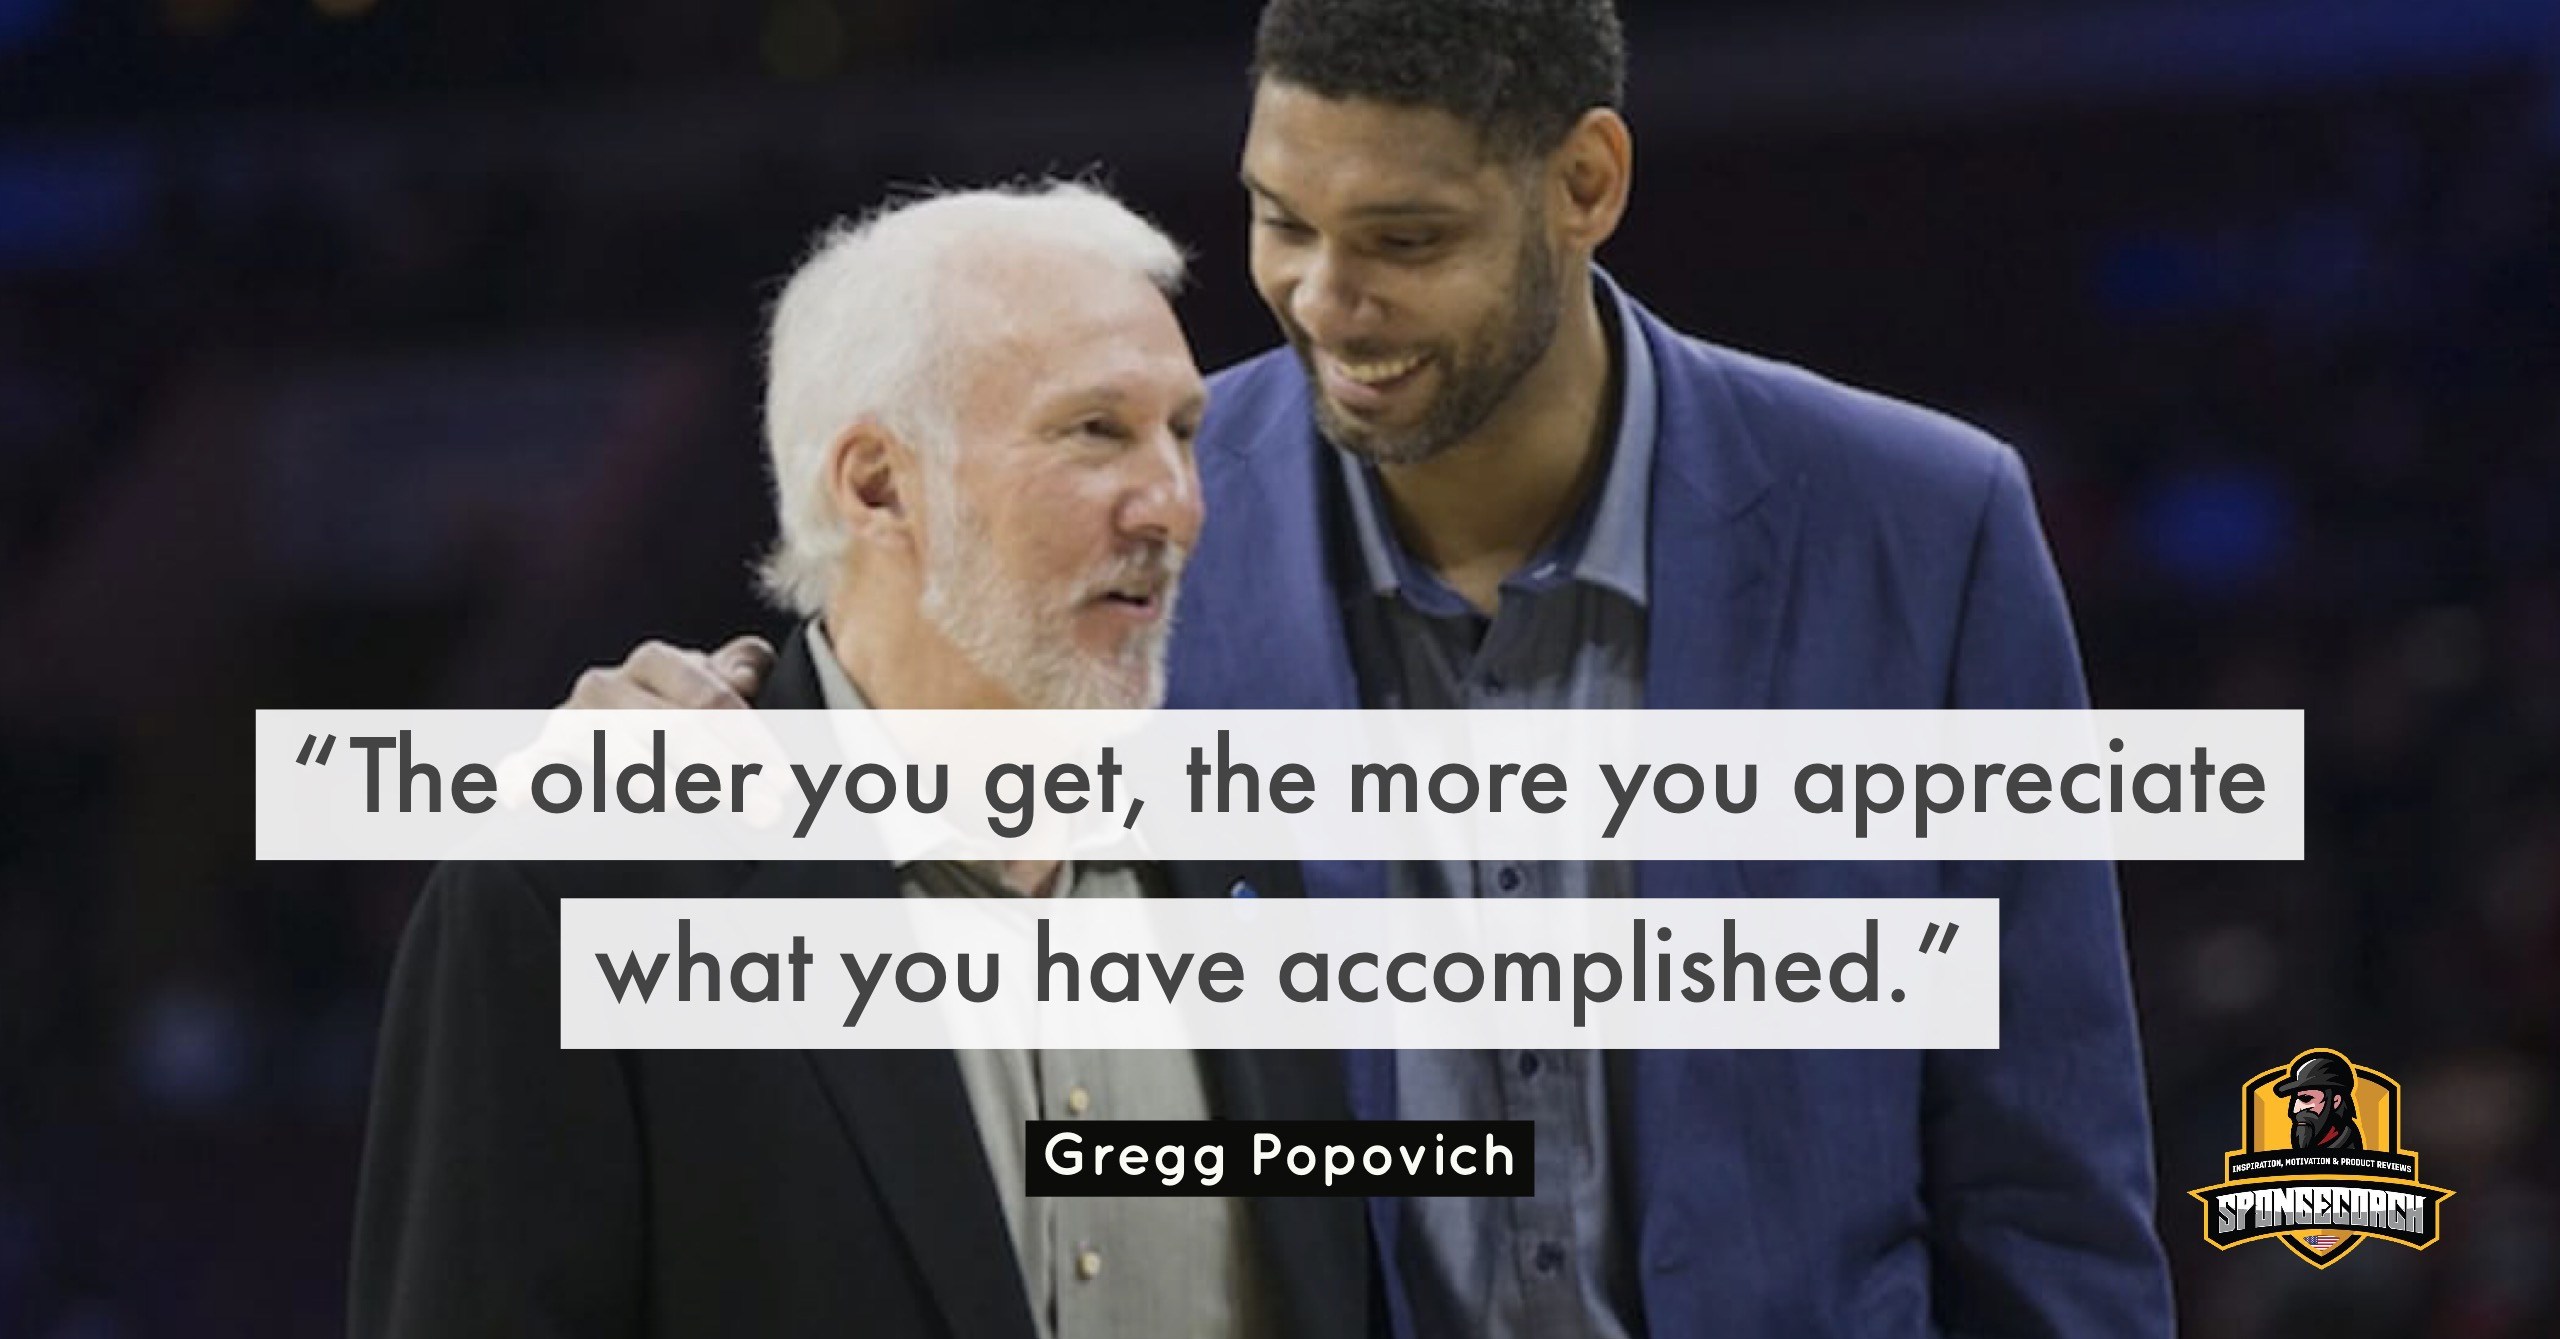 “The older you get, the more you appreciate
what you have accomplished.”
Gregg Popovich
INSPIRATION, MOTIVATION & PRODUCT REVIEWS
SPONSECOACH